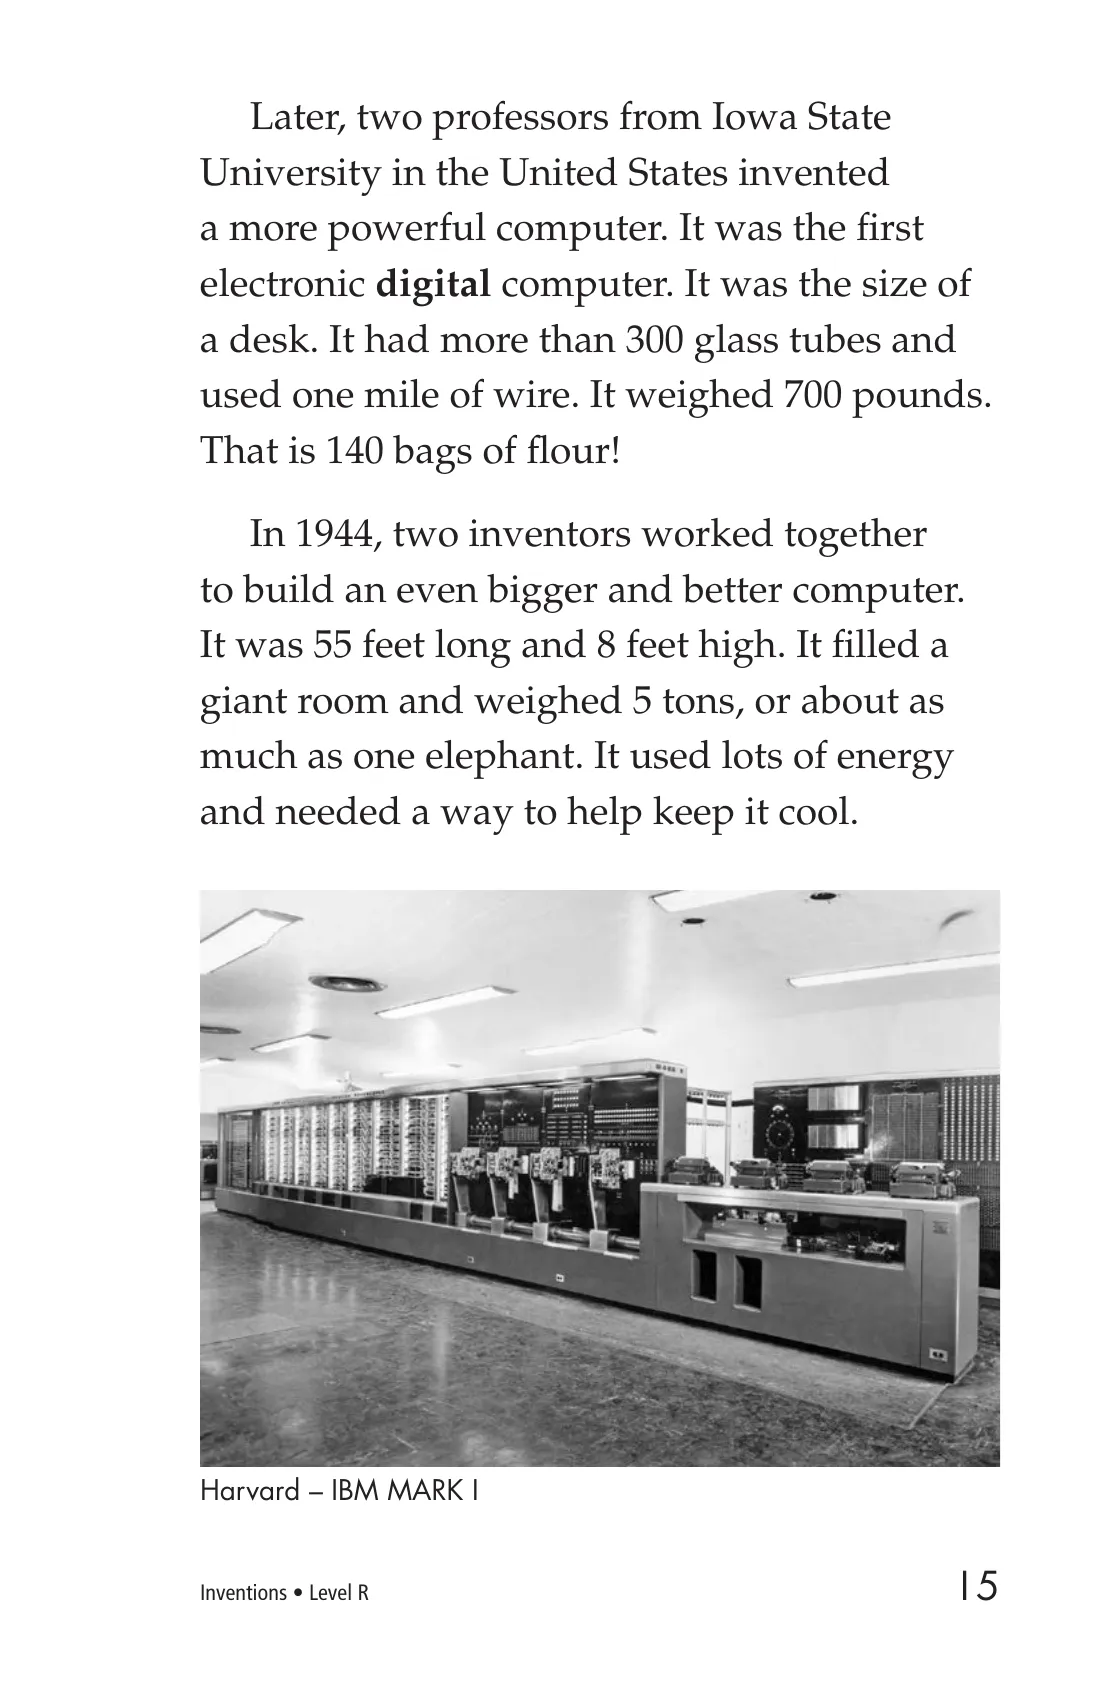 Later, two professors from Iowa State
University in the United States invented
a more powerful computer. It was the first
electronic digital computer. It was the size of
a desk. It had more than 300 glass tubes and
used one mile of wire. It weighed 700 pounds.
That is 140 bags of flour!
In 1944, two inventors worked together
to build an even bigger and better computer.
It was 55 feet long and 8 feet high. It filled a
giant room and weighed 5 tons, or about as
much as one elephant. It used lots of energy
and needed a way to help keep it cool.
Harvard – IBM MARK I
Inventions • Level R
15